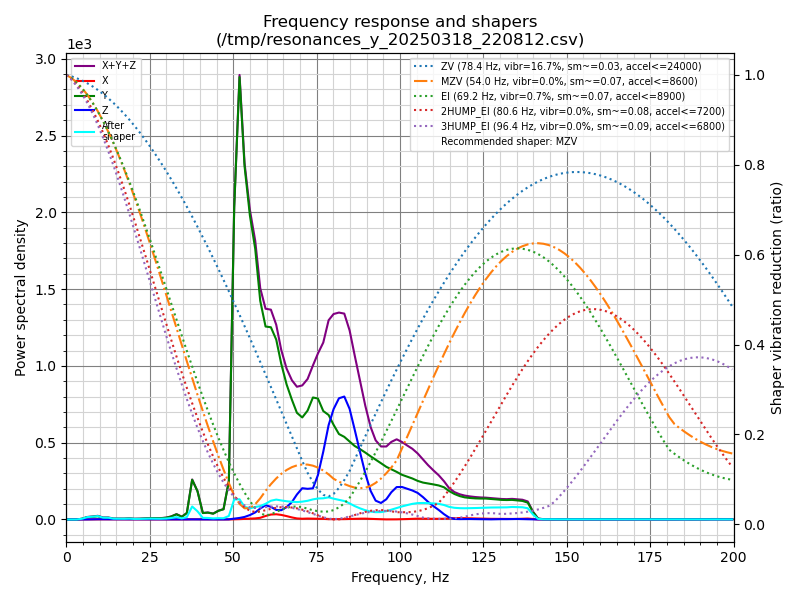 Frequency response and shapers
(/tmp/resonances_y_20250318_220812.csv)
1e3
X+Y+Z
X
Y
Z
After
shaper
ZV (78.4 Hz, vibr=16.7%, sm~=0.03, accel<=24000)
MZV (54.0 Hz, vibr=0.0%, sm~=0.07, accel<=8600)
EI (69.2 Hz, vibr=0.7%, sm~=0.07, accel<=8900)
2HUMP_EI (80.6 Hz, vibr=0.0%, sm~=0.08, accel<=7200)
3HUMP_EI (96.4 Hz, vibr=0.0%, sm~=0.09, accel<=6800)
Recommended shaper: MZV
3.0
2.5
2.0
1.5
1.0
0.5
0.0
Power spectral density
1.0
0.8
0.6
0.4
0.2
0.0
Shaper vibration reduction (ratio)
0 25 50 75 100 125 150 175 200
Frequency, Hz